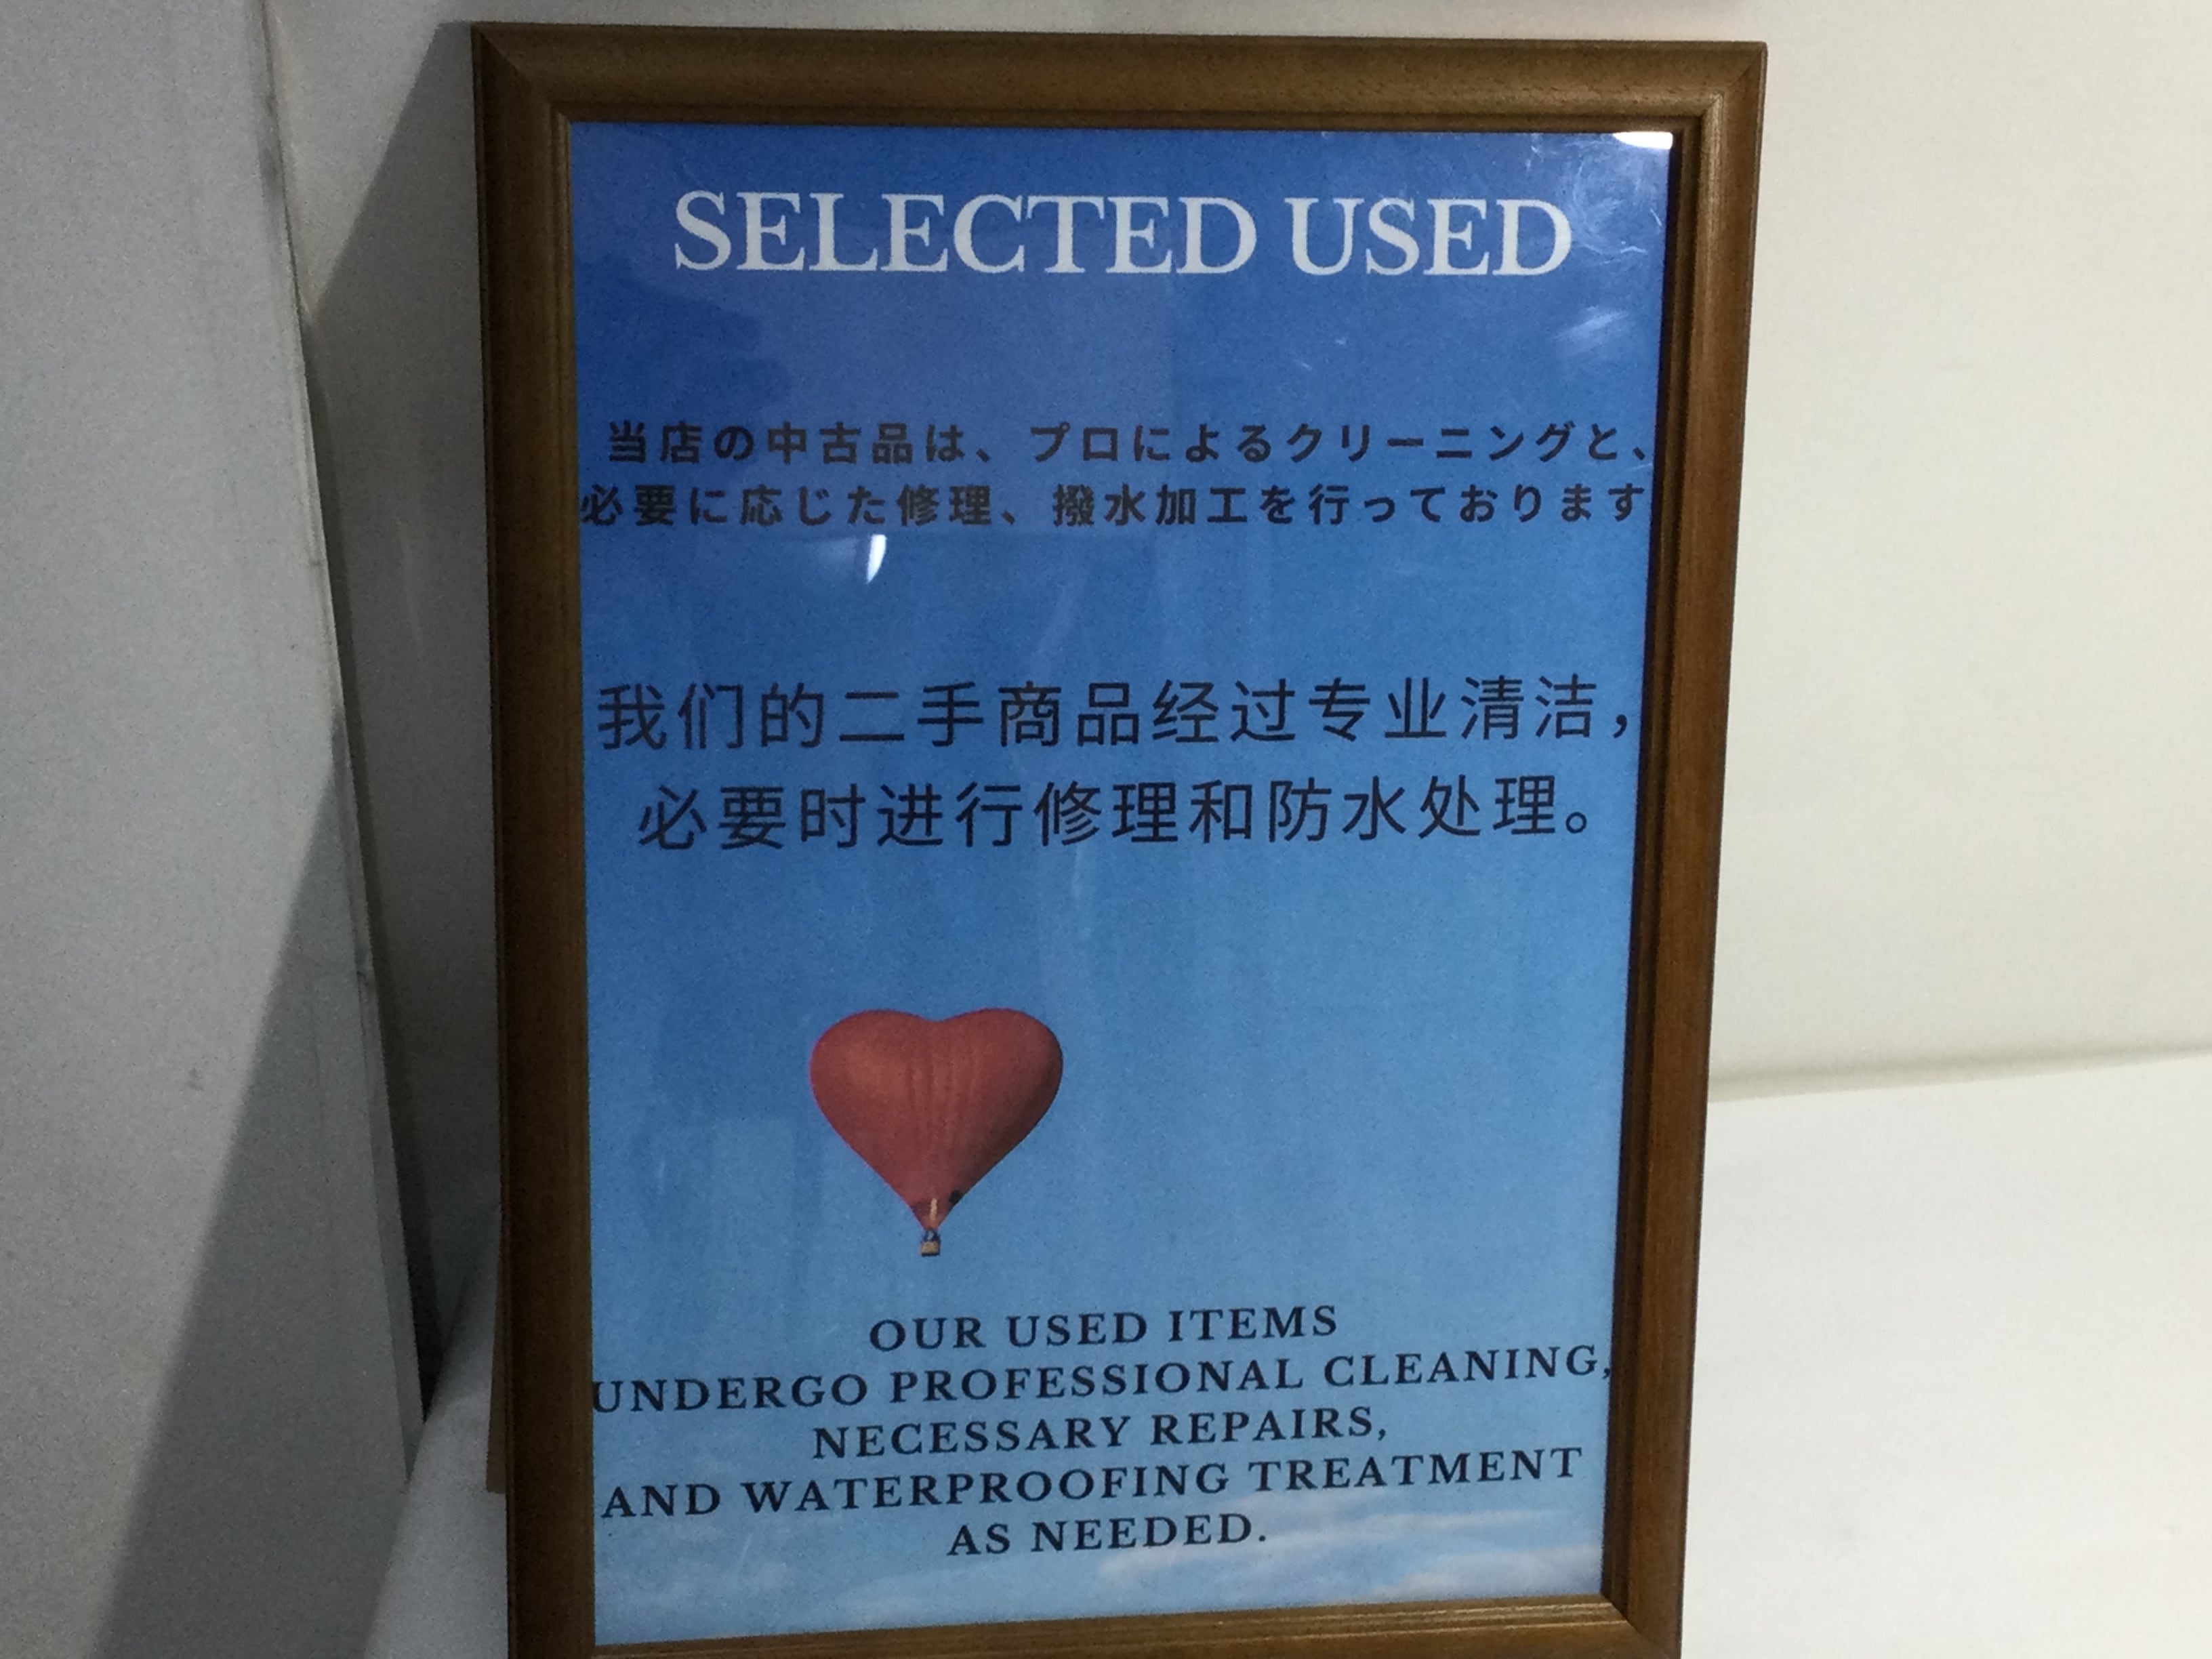 SELECTED USED
当店の中古品は、プロによるクリーニングと、
必要に応じた修理、撥水加工を行っております
我们的二手商品经过专业清洁，
必要时进行修理和防水处理。
OUR USED ITEMS
UNDERGO PROFESSIONAL CLEANING,
NECESSARY REPAIRS,
AND WATERPROOFING TREATMENT
AS NEEDED.